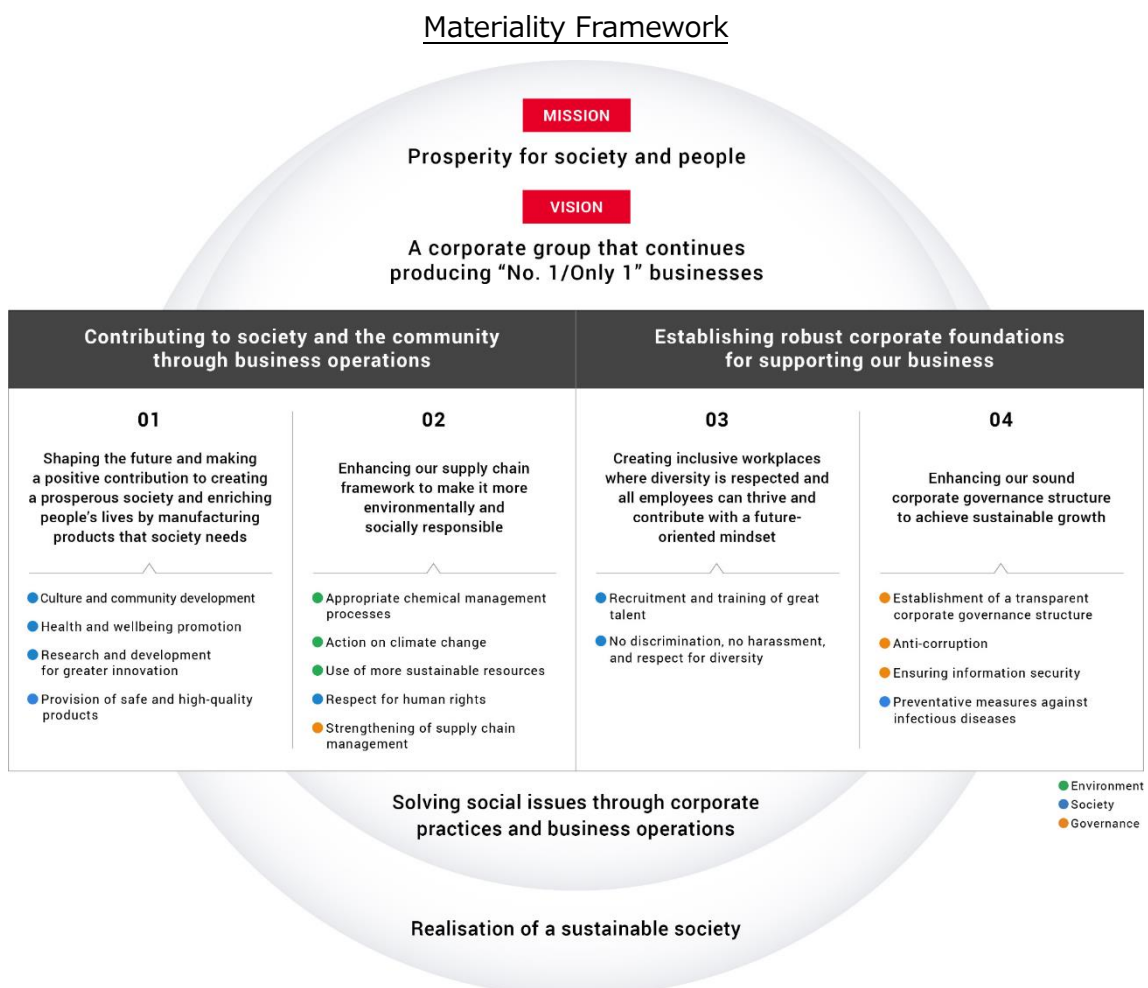 Materiality Framework
MISSION
Prosperity for society and people
VISION
A corporate group that continues
producing “No. 1/Only 1” businesses
Contributing to society and the community
through business operations
Establishing robust corporate foundations
for supporting our business
01
Shaping the future and making
a positive contribution to creating
a prosperous society and enriching
people’s lives by manufacturing
products that society needs
Culture and community development
Health and wellbeing promotion
Research and development
for greater innovation
Provision of safe and high-quality
products
02
Enhancing our supply chain
framework to make it more
environmentally and
socially responsible
Appropriate chemical management
processes
Action on climate change
Use of more sustainable resources
Respect for human rights
Strengthening of supply chain
management
03
Creating inclusive workplaces
where diversity is respected and
all employees can thrive and
contribute with a future-
oriented mindset
Recruitment and training of great
talent
No discrimination, no harassment,
and respect for diversity
04
Enhancing our sound
corporate governance structure
to achieve sustainable growth
Establishment of a transparent
corporate governance structure
Anti-corruption
Ensuring information security
Preventative measures against
infectious diseases
Environment
Society
Governance
Solving social issues through corporate
practices and business operations
Realisation of a sustainable society